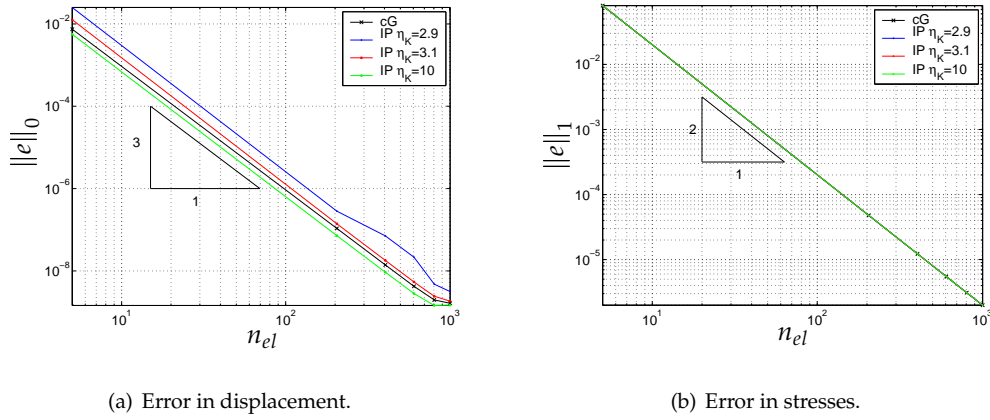 10^-2
10^-4
10^-6
10^-8
||e||_0
10^1
10^2
10^3
n_el
3
1
cG
IP η_K=2.9
IP η_K=3.1
IP η_K=10
10^-2
10^-3
10^-4
10^-5
||e||_1
10^1
10^2
10^3
n_el
2
1
cG
IP η_K=2.9
IP η_K=3.1
IP η_K=10
(a) Error in displacement.
(b) Error in stresses.